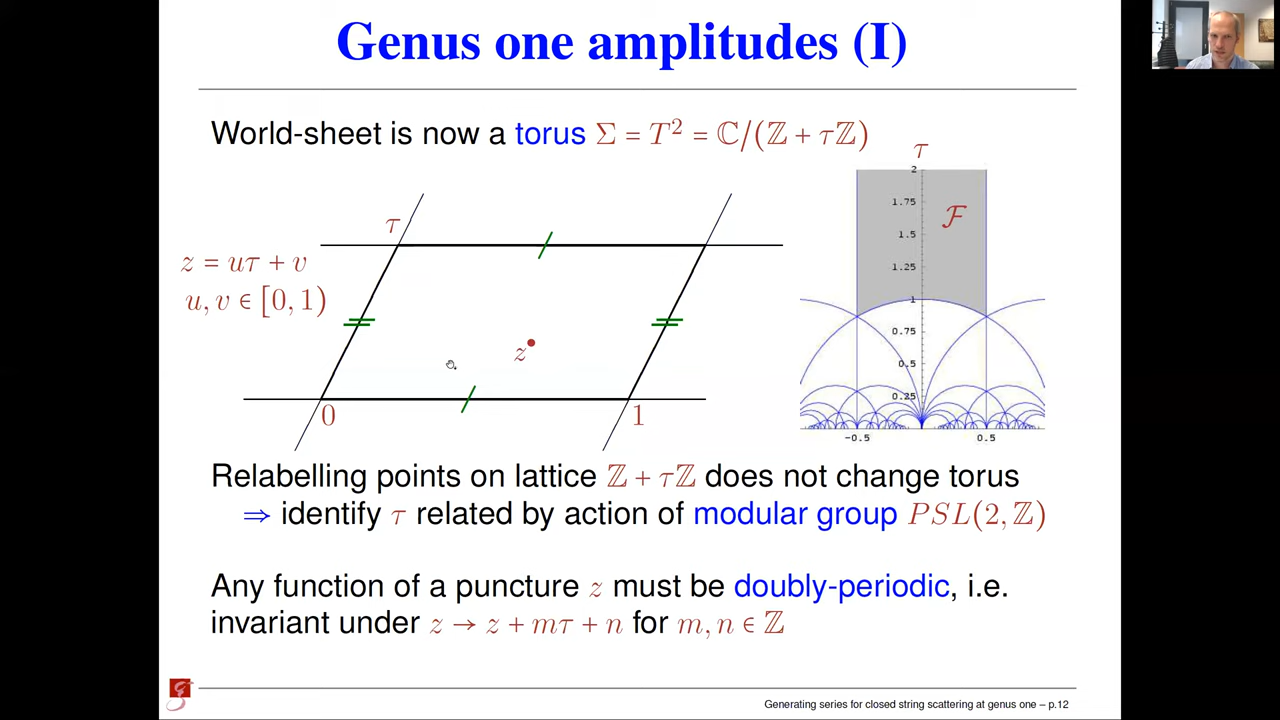 Genus one amplitudes (I)
World-sheet is now a torus Σ = T² = ℂ/(ℤ + τℤ)
τ
z = uτ + v
u, v ∈ [0, 1)
z
0
1
τ
2
1.75
1.5
1.25
1
0.75
0.5
0.25
-0.5
0.5
ℱ
Relabelling points on lattice ℤ + τℤ does not change torus
⇒ identify τ related by action of modular group PSL(2, ℤ)
Any function of a puncture z must be doubly-periodic, i.e.
invariant under z → z + mτ + n for m, n ∈ ℤ
Generating series for closed string scattering at genus one – p.12